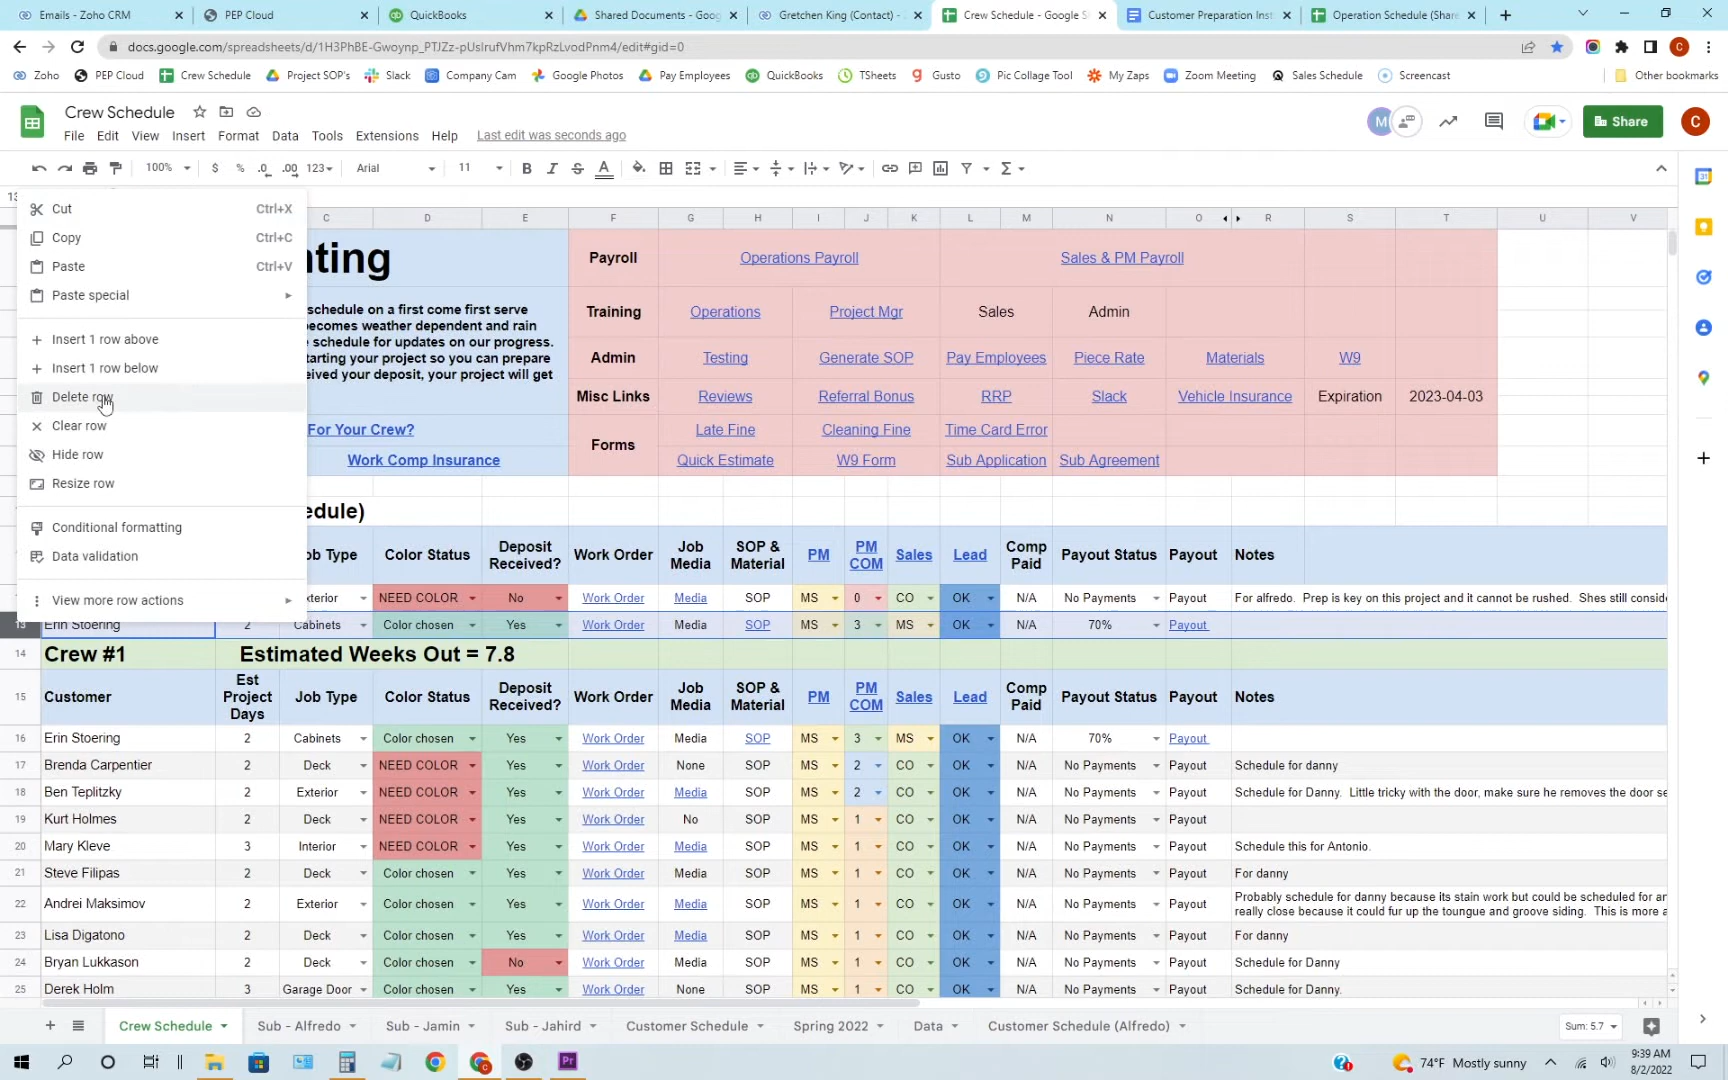 Emails - Zoho CRM
PEP Cloud
QuickBooks
Shared Documents - Goog
Gretchen King (Contact) -
Crew Schedule - Google Sh
Customer Preparation Inst
Operation Schedule (Share
docs.google.com/spreadsheets/d/1H3PhBE-Gwoynp_PTJZz-pUslrufVhm7kpRzLvodPnm4/edit#gid=0
Zoho
PEP Cloud
Crew Schedule
Project SOP's
Slack
Company Cam
Google Photos
Pay Employees
QuickBooks
TSheets
Gusto
Pic Collage Tool
My Zaps
Zoom Meeting
Sales Schedule
Screencast
Other bookmarks
Crew Schedule
File Edit View Insert Format Data Tools Extensions Help Last edit was seconds ago
M
Share
C
100% $ % .0 .00 123 Arial 11 B I S A
C D E F G H I J K L M N O R S T U V
Cut Ctrl+X
Copy Ctrl+C
Paste Ctrl+V
Paste special
Insert 1 row above
Insert 1 row below
Delete row
Clear row
Hide row
Resize row
Conditional formatting
Data validation
View more row actions
nting
schedule on a first come first serve
ecomes weather dependent and rain
e schedule for updates on our progress.
tarting your project so you can prepare
eived your deposit, your project will get
For Your Crew?
Work Comp Insurance
Payroll Operations Payroll Sales & PM Payroll
Training Operations Project Mgr Sales Admin
Admin Testing Generate SOP Pay Employees Piece Rate Materials W9
Misc Links Reviews Referral Bonus RRP Slack Vehicle Insurance Expiration 2023-04-03
Forms
Late Fine Cleaning Fine Time Card Error
Quick Estimate W9 Form Sub Application Sub Agreement
edule)
ob Type Color Status Deposit Received? Work Order Job Media SOP & Material PM PM COM Sales Lead Comp Paid Payout Status Payout Notes
xterior NEED COLOR No Work Order Media SOP MS 0 CO OK N/A No Payments Payout For alfredo. Prep is key on this project and it cannot be rushed. Shes still conside
13 Erin Stoering 2 Cabinets Color chosen Yes Work Order Media SOP MS 3 MS OK N/A 70% Payout
14 Crew #1 Estimated Weeks Out = 7.8
15 Customer Est Project Days Job Type Color Status Deposit Received? Work Order Job Media SOP & Material PM PM COM Sales Lead Comp Paid Payout Status Payout Notes
16 Erin Stoering 2 Cabinets Color chosen Yes Work Order Media SOP MS 3 MS OK N/A 70% Payout
17 Brenda Carpentier 2 Deck NEED COLOR Yes Work Order None SOP MS 2 CO OK N/A No Payments Payout Schedule for danny
18 Ben Teplitzky 2 Exterior NEED COLOR Yes Work Order Media SOP MS 2 CO OK N/A No Payments Payout Schedule for Danny. Little tricky with the door, make sure he removes the door se
19 Kurt Holmes 2 Deck NEED COLOR Yes Work Order No SOP MS 1 CO OK N/A No Payments Payout
20 Mary Kleve 3 Interior NEED COLOR Yes Work Order Media SOP MS 1 CO OK N/A No Payments Payout Schedule this for Antonio.
21 Steve Filipas 2 Deck Color chosen Yes Work Order Media SOP MS 1 CO OK N/A No Payments Payout For danny
22 Andrei Maksimov 2 Exterior Color chosen Yes Work Order Media SOP MS 1 CO OK N/A No Payments Payout Probably schedule for danny because its stain work but could be scheduled for an
really close because it could fur up the toungue and groove siding. This is more a
23 Lisa Digatono 2 Deck Color chosen Yes Work Order Media SOP MS 1 CO OK N/A No Payments Payout For danny
24 Bryan Lukkason 2 Deck Color chosen No Work Order Media SOP MS 1 CO OK N/A No Payments Payout Schedule for Danny
25 Derek Holm 3 Garage Door Color chosen Yes Work Order None SOP MS 1 CO OK N/A No Payments Payout Schedule for Danny.
Crew Schedule Sub - Alfredo Sub - Jamin Sub - Jahird Customer Schedule Spring 2022 Data Customer Schedule (Alfredo)
Sum: 5.7
74°F Mostly sunny
9:39 AM
8/2/2022